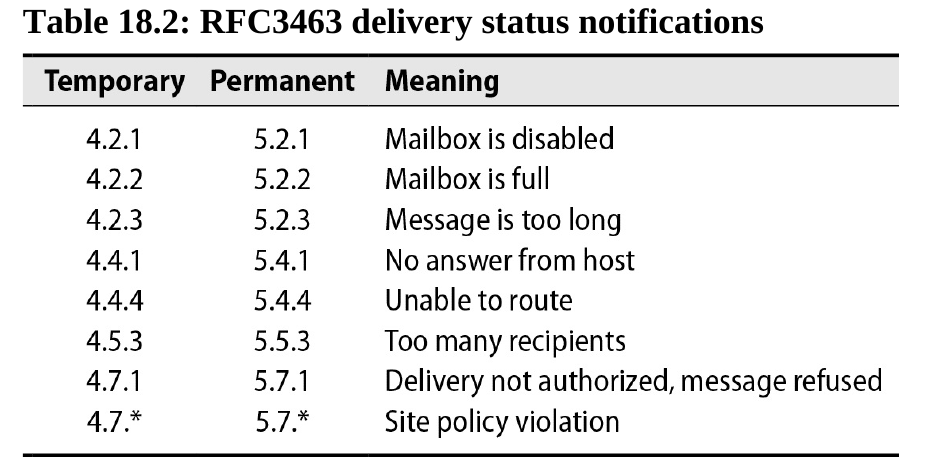 Table 18.2: RFC3463 delivery status notifications
Temporary Permanent Meaning
4.2.1 5.2.1 Mailbox is disabled
4.2.2 5.2.2 Mailbox is full
4.2.3 5.2.3 Message is too long
4.4.1 5.4.1 No answer from host
4.4.4 5.4.4 Unable to route
4.5.3 5.5.3 Too many recipients
4.7.1 5.7.1 Delivery not authorized, message refused
4.7.* 5.7.* Site policy violation